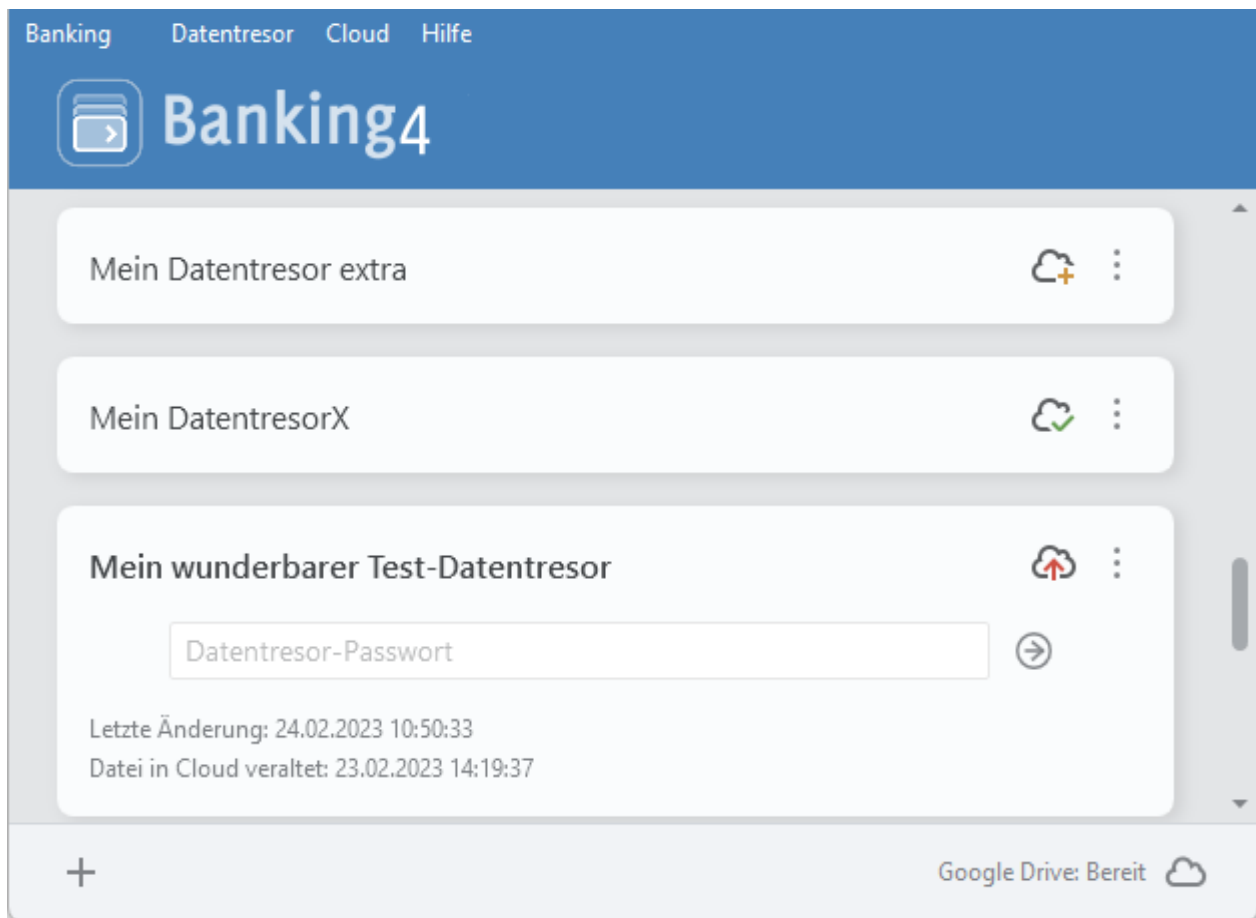 Banking Datentresor Cloud Hilfe
Banking4
Mein Datentresor extra
Mein DatentresorX
Mein wunderbarer Test-Datentresor
Datentresor-Passwort
Letzte Änderung: 24.02.2023 10:50:33
Datei in Cloud veraltet: 23.02.2023 14:19:37
Google Drive: Bereit